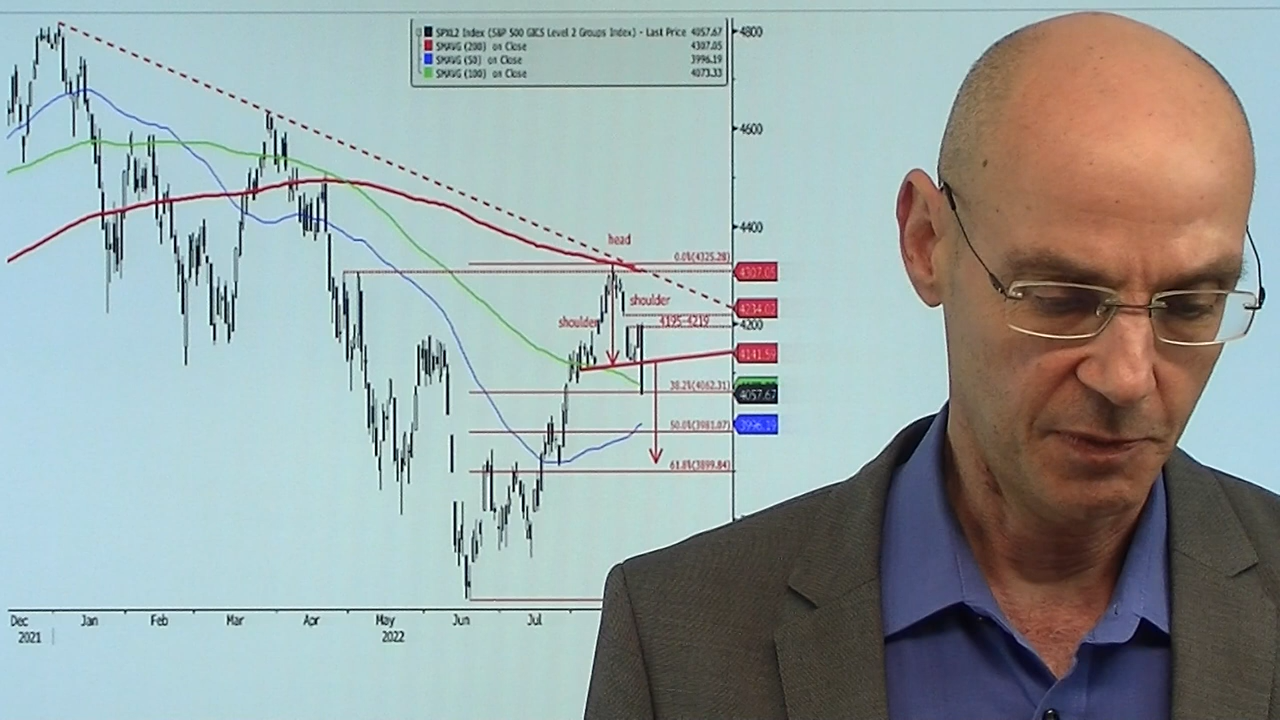 SPXL2 Index (S&P 500 GICS Level 2 Groups Index) - Last Price 4057.67
SMAVG (200) on Close 4307.05
SMAVG (50) on Close 3996.19
SMAVG (100) on Close 4073.33
4800
4600
4400
head
0.0%(4325.28)
4307.05
shoulder
4234.02
shoulder
4195-4219
4200
4141.59
38.2%(4062.31)
4057.67
50.0%(3981.07)
3996.19
61.8%(3899.84)
Dec Jan Feb Mar Apr May Jun Jul
2021 2022